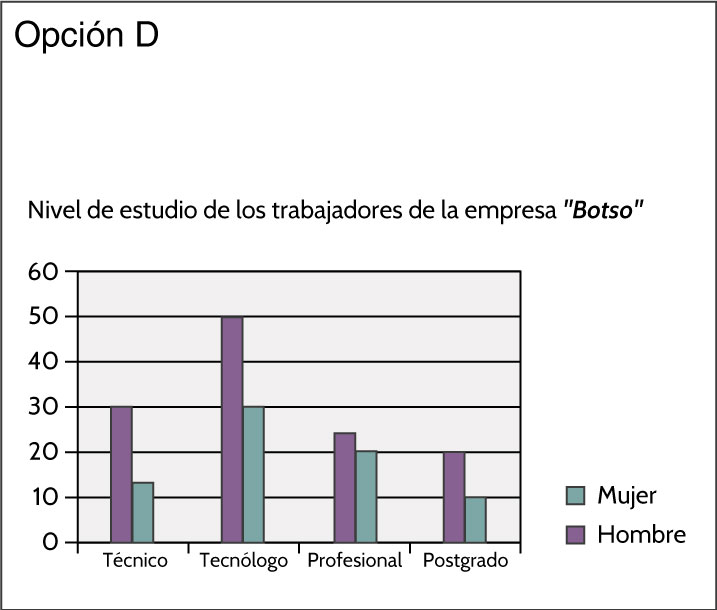 Opción D
Nivel de estudio de los trabajadores de la empresa "Botso"
60
50
40
30
20
10
0
Técnico Tecnólogo Profesional Postgrado
Mujer
Hombre